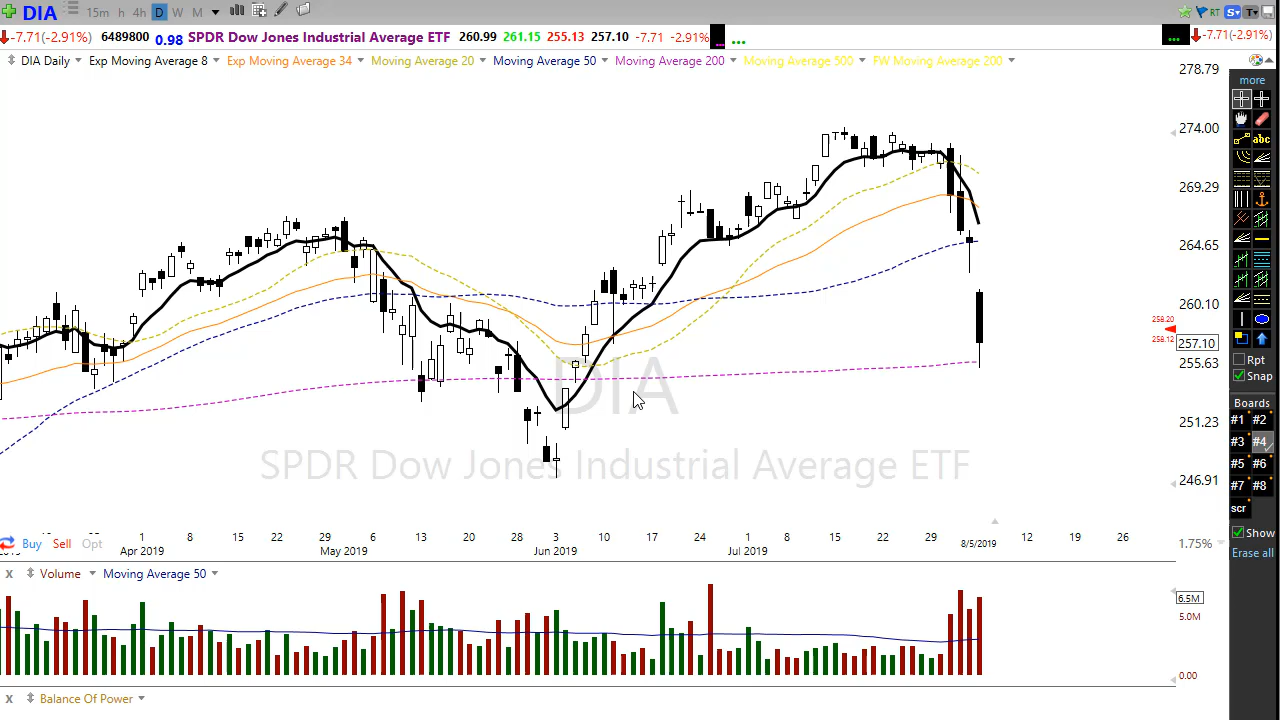 DIA 15m h 4h D W M RT S T
-7.71(-2.91%) 6489800 0.98 SPDR Dow Jones Industrial Average ETF 260.99 261.15 255.13 257.10 -7.71 -2.91% ... ... ... -7.71(-2.91%)
DIA Daily Exp Moving Average 8 Exp Moving Average 34 Moving Average 20 Moving Average 50 Moving Average 200 Moving Average 500 FW Moving Average 200
278.79
274.00
269.29
264.65
260.10
258.20
257.10
258.12
255.63
251.23
246.91
DIA
SPDR Dow Jones Industrial Average ETF
more
abc
Rpt
Snap
Boards
#1 #2
#3 #4
#5 #6
#7 #8
scr
Show
Erase all
1 8 15 22 29 6 13 20 28 3 10 17 24 1 8 15 22 29 12 19 26
Buy Sell Opt 1.75%
Apr 2019 May 2019 Jun 2019 Jul 2019 8/5/2019
X Volume Moving Average 50
6.5M
5.0M
0.00
X Balance Of Power